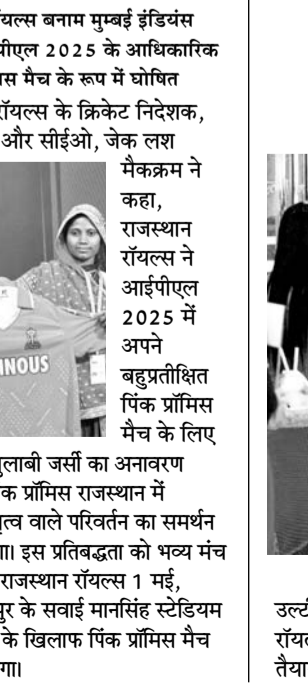 यल्स बनाम मुम्बई इंडियंस
पीएल 2025 के आधिकारिक
स मैच के रूप में घोषित
रॉयल्स के क्रिकेट निदेशक,
और सीईओ, जेक लश
मैकक्रम ने
कहा,
राजस्थान
रॉयल्स ने
आईपीएल
2025 में
अपने
बहुप्रतीक्षित
पिंक प्रॉमिस
मैच के लिए
NNOUS
लाबी जर्सी का अनावरण
क प्रॉमिस राजस्थान में
त्व वाले परिवर्तन का समर्थन
गा। इस प्रतिबद्धता को भव्य मंच
राजस्थान रॉयल्स 1 मई,
पुर के सवाई मानसिंह स्टेडियम
के खिलाफ पिंक प्रॉमिस मैच
गा।
उल्ट
रॉय
तैया